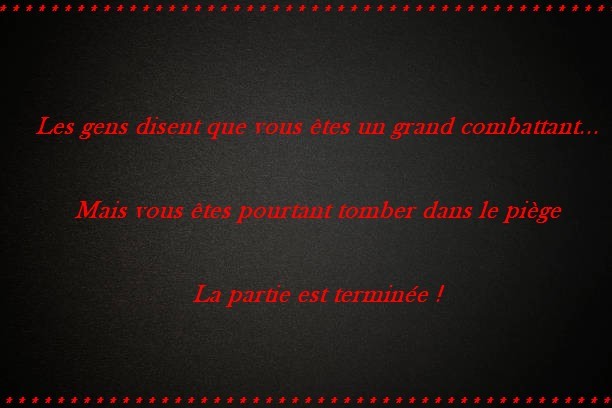 Les gens disent que vous êtes un grand combattant...
Mais vous êtes pourtant tomber dans le piège
La partie est terminée !